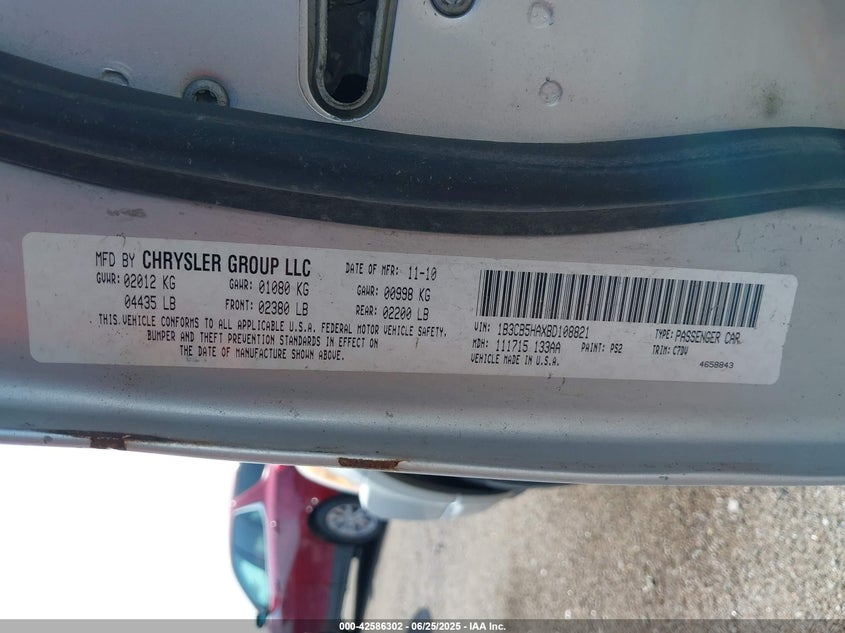 MFD BY CHRYSLER GROUP LLC DATE OF MFR: 11-10
GVWR: 02012 KG GAWR: 01080 KG GAWR: 00998 KG
04435 LB FRONT: 02380 LB REAR: 02200 LB
THIS VEHICLE CONFORMS TO ALL APPLICABLE U.S.A. FEDERAL MOTOR VEHICLE SAFETY,
BUMPER AND THEFT PREVENTION STANDARDS IN EFFECT ON
THE DATE OF MANUFACTURE SHOWN ABOVE.
VIN: 1B3CB5HAXBD108821 TYPE: PASSENGER CAR
MDH: 111715 133AA PAINT: PS2 TRIM: C7DV
VEHICLE MADE IN U.S.A. 4658843
000-42586302 - 06/25/2025 - IAA Inc.